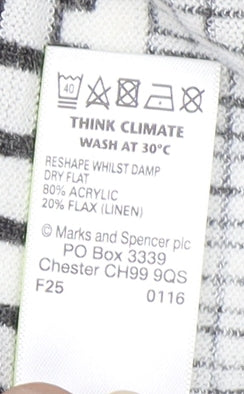 40
THINK CLIMATE
WASH AT 30°C
RESHAPE WHILST DAMP
DRY FLAT
80% ACRYLIC
20% FLAX (LINEN)
© Marks and Spencer plc
PO Box 3339
Chester CH99 9QS
F25 0116